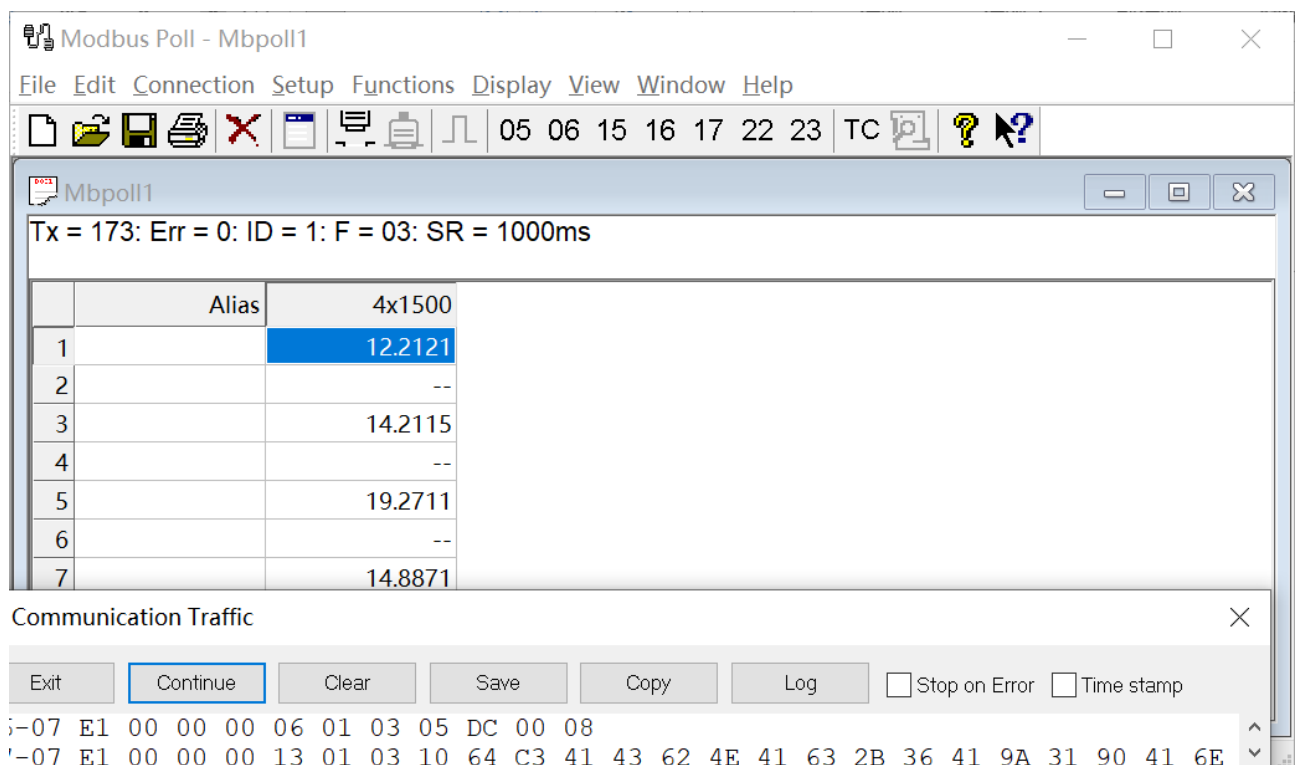 Modbus Poll - Mbpoll1
File Edit Connection Setup Functions Display View Window Help
05 06 15 16 17 22 23 TC
Mbpoll1
Tx = 173: Err = 0: ID = 1: F = 03: SR = 1000ms
Alias 4x1500
1 12.2121
2 --
3 14.2115
4 --
5 19.2711
6 --
7 14.8871
Communication Traffic
Exit Continue Clear Save Copy Log Stop on Error Time stamp
-07 E1 00 00 00 06 01 03 05 DC 00 08
-07 E1 00 00 00 13 01 03 10 64 C3 41 43 62 4E 41 63 2B 36 41 9A 31 90 41 6E